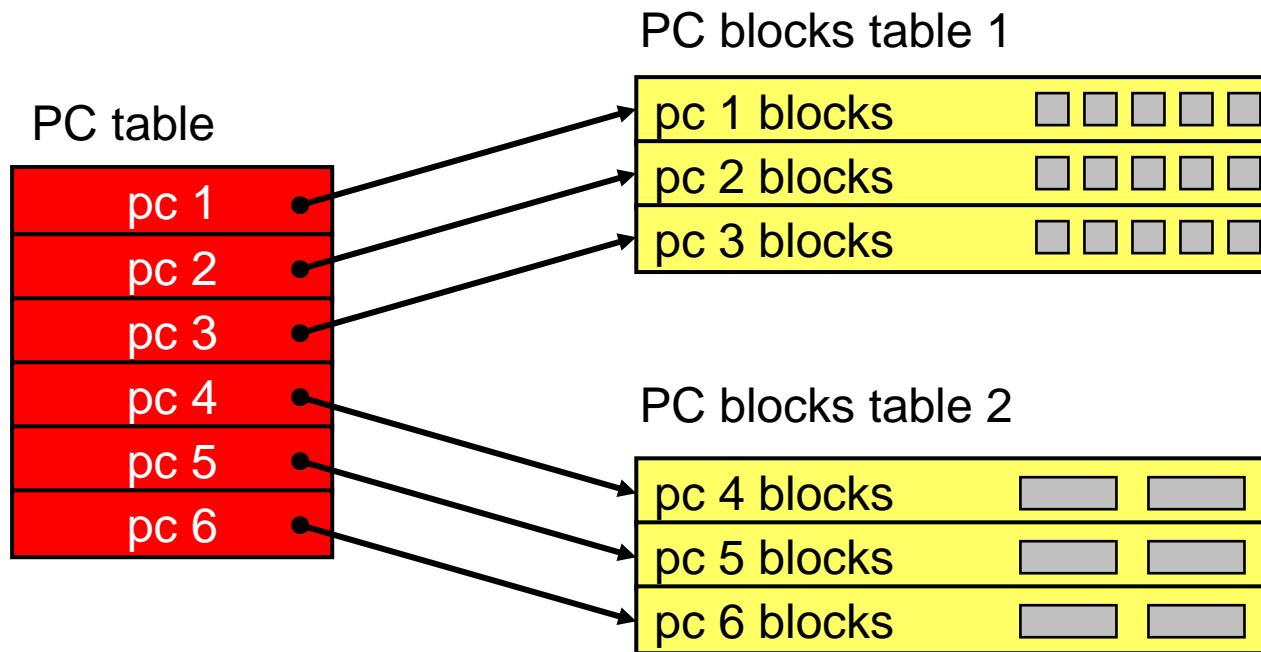 PC table
pc 1
pc 2
pc 3
pc 4
pc 5
pc 6
PC blocks table 1
pc 1 blocks
pc 2 blocks
pc 3 blocks
PC blocks table 2
pc 4 blocks
pc 5 blocks
pc 6 blocks